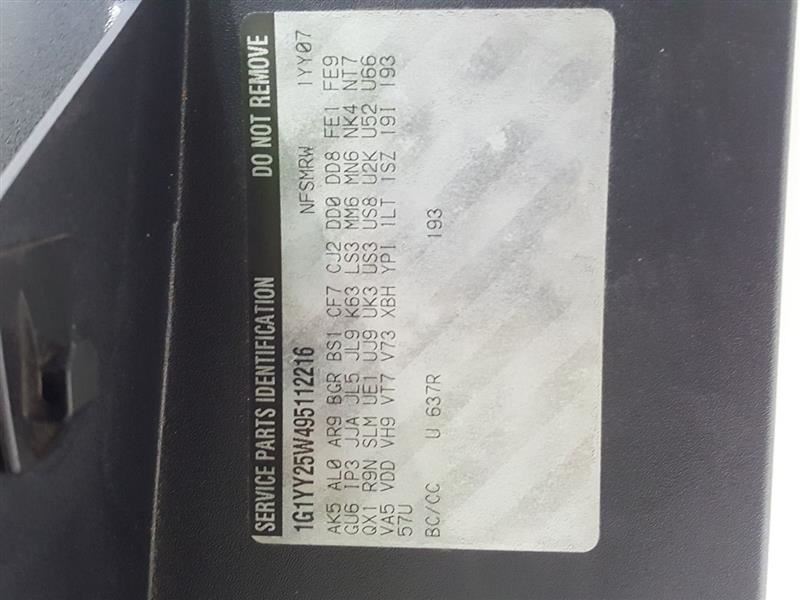 SERVICE PARTS IDENTIFICATION DO NOT REMOVE
1G1YY25W495112216 NFSMRW 1YY07
AK5 AL0 AR9 BGR BS1 CF7 CJ2 DD0 DD8 FE1 FE9
GU6 IP3 JJA JL5 JL9 K63 LS3 MM6 MN6 NK4 NT7
QX1 R9N SLM UE1 UJ9 UK3 US3 US8 U2K U52 U66
VA5 VDD VH9 VT7 V73 XBH YPI 1LT 1SZ 19I 193
57U
BC/CC U 637R 193